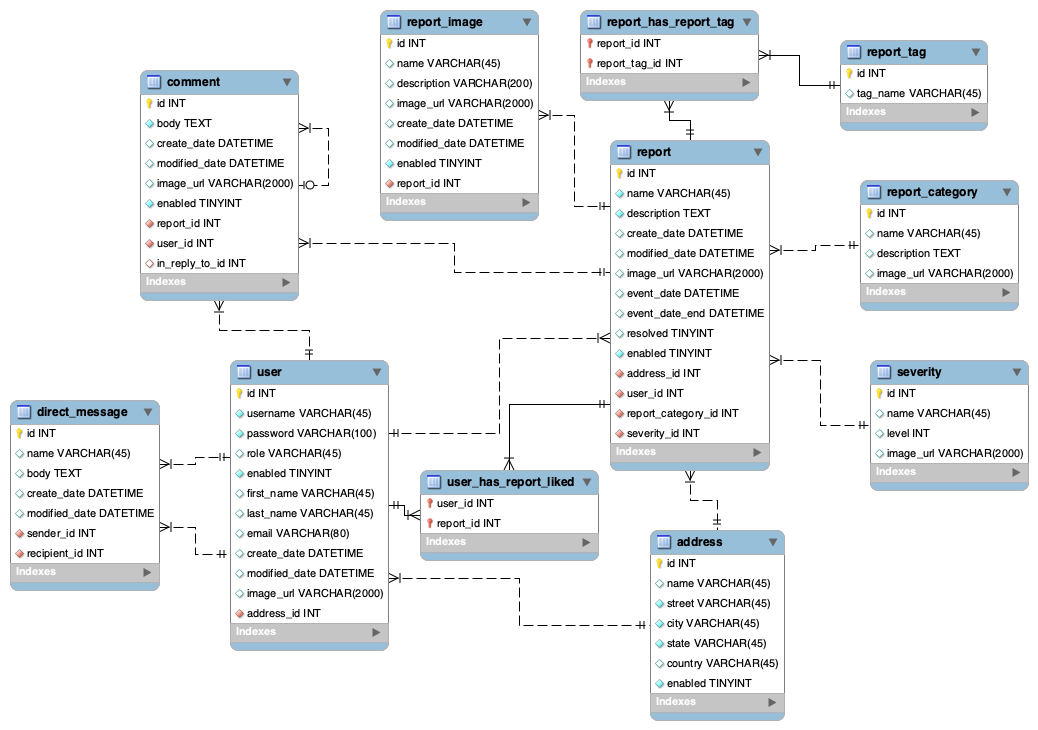 report_image
id INT
name VARCHAR(45)
description VARCHAR(200)
image_url VARCHAR(2000)
create_date DATETIME
modified_date DATETIME
enabled TINYINT
report_id INT
Indexes
report_has_report_tag
report_id INT
report_tag_id INT
Indexes
report_tag
id INT
tag_name VARCHAR(45)
Indexes
comment
id INT
body TEXT
create_date DATETIME
modified_date DATETIME
image_url VARCHAR(2000)
enabled TINYINT
report_id INT
user_id INT
in_reply_to_id INT
Indexes
report
id INT
name VARCHAR(45)
description TEXT
create_date DATETIME
modified_date DATETIME
image_url VARCHAR(2000)
event_date DATETIME
event_date_end DATETIME
resolved TINYINT
enabled TINYINT
address_id INT
user_id INT
report_category_id INT
severity_id INT
Indexes
report_category
id INT
name VARCHAR(45)
description TEXT
image_url VARCHAR(2000)
Indexes
user
id INT
username VARCHAR(45)
password VARCHAR(100)
role VARCHAR(45)
enabled TINYINT
first_name VARCHAR(45)
last_name VARCHAR(45)
email VARCHAR(80)
create_date DATETIME
modified_date DATETIME
image_url VARCHAR(2000)
address_id INT
Indexes
severity
id INT
name VARCHAR(45)
level INT
image_url VARCHAR(2000)
Indexes
direct_message
id INT
name VARCHAR(45)
body TEXT
create_date DATETIME
modified_date DATETIME
sender_id INT
recipient_id INT
Indexes
user_has_report_liked
user_id INT
report_id INT
Indexes
address
id INT
name VARCHAR(45)
street VARCHAR(45)
city VARCHAR(45)
state VARCHAR(45)
country VARCHAR(45)
enabled TINYINT
Indexes